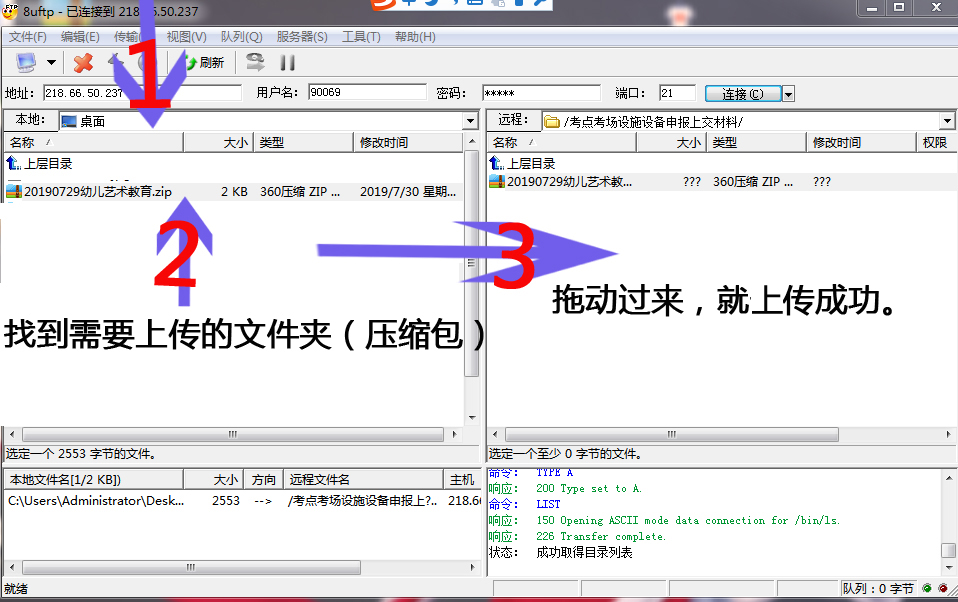 8uftp - 已连接到 218.66.50.237
文件(F) 编辑(E) 传输 视图(V) 队列(Q) 服务器(S) 工具(T) 帮助(H)
刷新
地址: 218.66.50.237 用户名: 90069 密码: ***** 端口: 21 连接(C)
1
本地: 桌面
名称 大小 类型 修改时间
上层目录
20190729幼儿艺术教育.zip 2 KB 360压缩 ZIP ... 2019/7/30 星期...
2
找到需要上传的文件夹（压缩包）
选定一个 2553 字节的文件。
远程: /考点考场设施设备申报上交材料/
名称 大小 类型 修改时间 权限
上层目录
20190729幼儿艺术教... ??? 360压缩 ZIP ... ???
3
拖动过来，就上传成功。
选定一个至少 0 字节的文件。
本地文件名[1/2 KB]) 大小 方向 远程文件名 主机
C:\Users\Administrator\Desk... 2553 --> /考点考场设施设备申报上?.. 218.6
命令: TYPE A
响应: 200 Type set to A.
命令: LIST
响应: 150 Opening ASCII mode data connection for /bin/ls.
响应: 226 Transfer complete.
状态: 成功取得目录列表
就绪
队列：0 字节